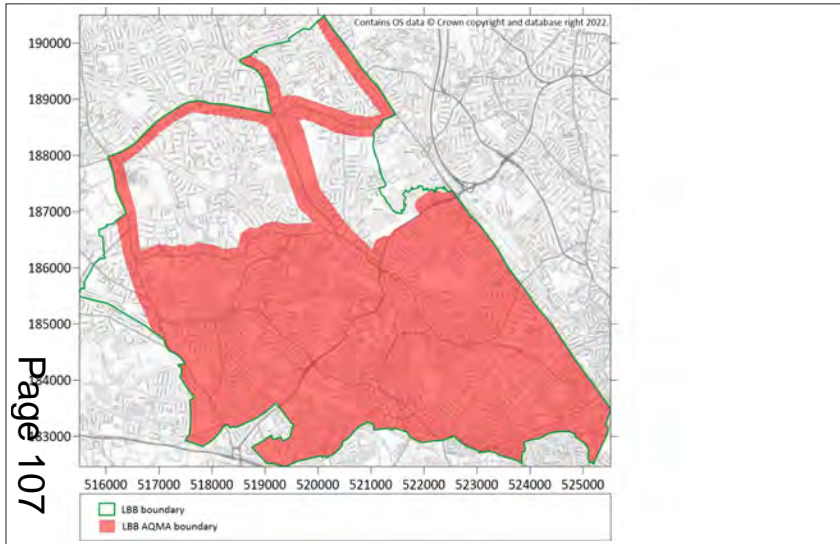 Contains OS data © Crown copyright and database right 2022.
190000
189000
188000
187000
186000
185000
184000
183000
516000 517000 518000 519000 520000 521000 522000 523000 524000 525000
LBB boundary
LBB AQMA boundary
Page 107